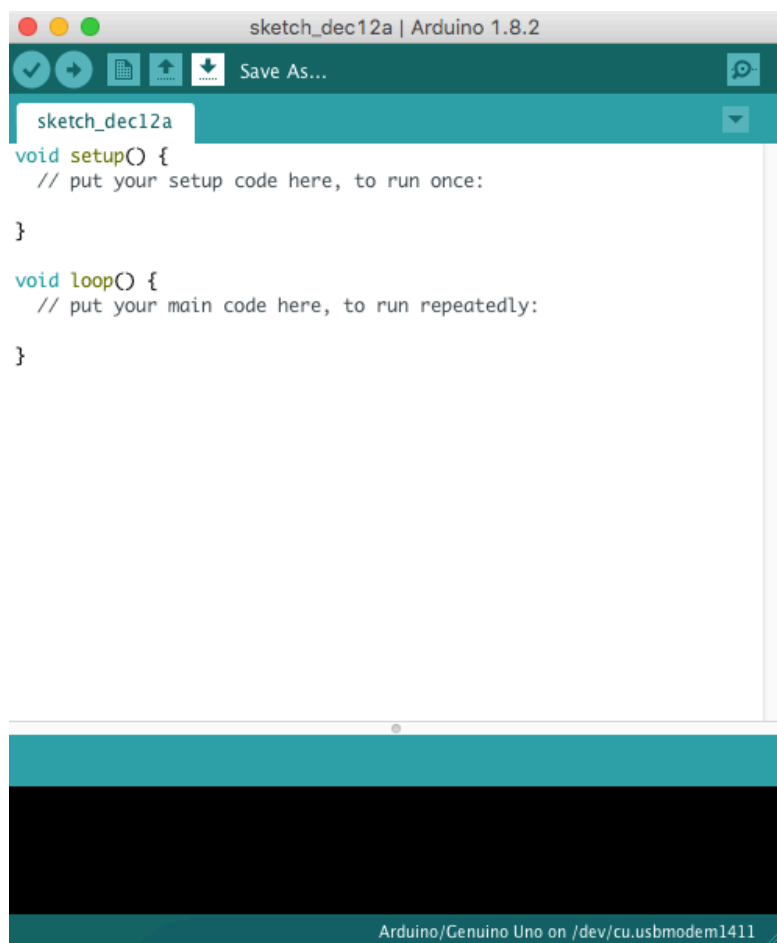 sketch_dec12a | Arduino 1.8.2
Save As...
sketch_dec12a
void setup() {
  // put your setup code here, to run once:
}
void loop() {
  // put your main code here, to run repeatedly:
}
Arduino/Genuino Uno on /dev/cu.usbmodem1411